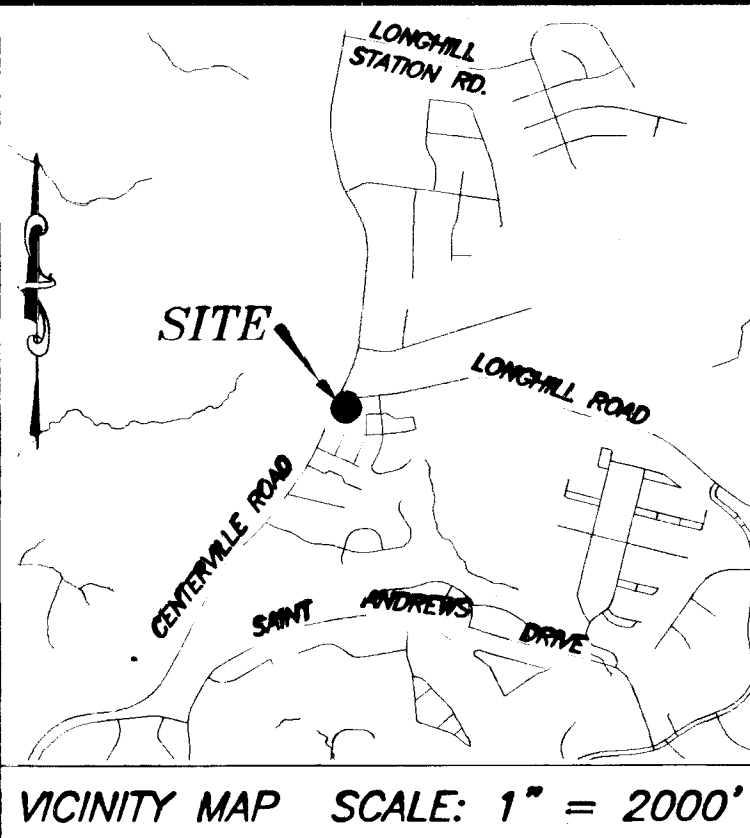 LONGHILL
STATION RD.
SITE
LONGHILL ROAD
CENTERVILLE ROAD
SAINT ANDREWS DRIVE
VICINITY MAP SCALE: 1" = 2000'